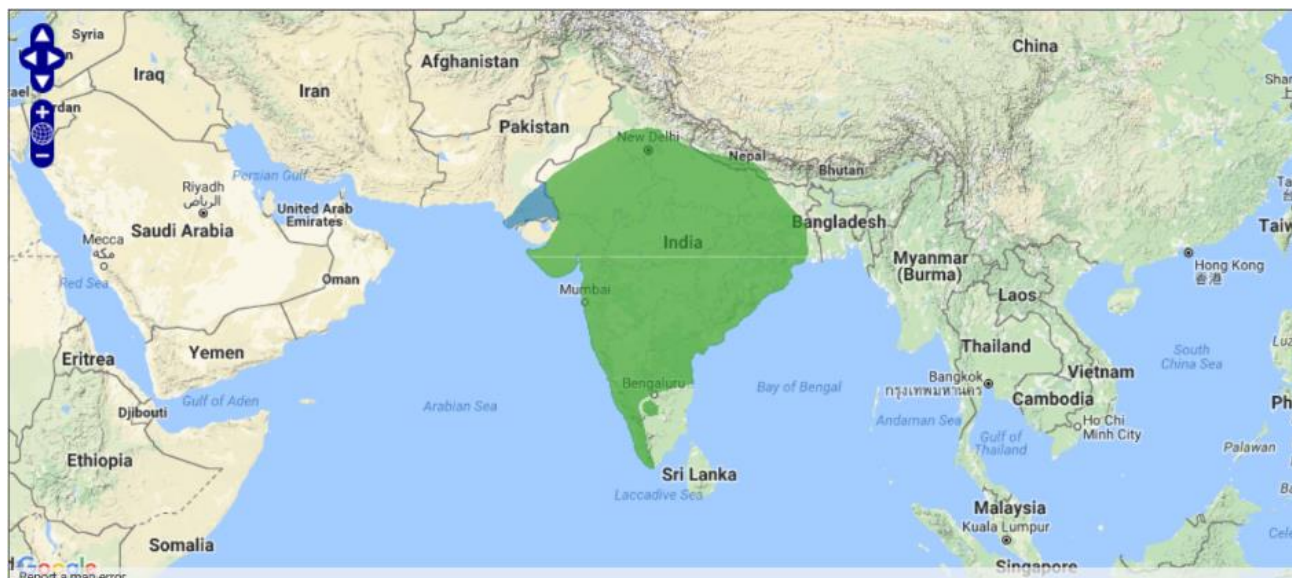 Syria
China
Afghanistan
Iraq
Iran
Pakistan
New Delhi
Nepal
Bhutan
Persian Gulf
Riyadh
الرياض
United Arab
Emirates
Saudi Arabia
Bangladesh
India
Mecca
مكة
Myanmar
(Burma)
Hong Kong
香港
Red Sea
Oman
Mumbai
Laos
Eritrea
Yemen
Thailand
South
China Sea
Bengaluru
Bay of Bengal
Bangkok
กรุงเทพมหานคร
Vietnam
Cambodia
Arabian Sea
Gulf of Aden
Djibouti
Andaman Sea
Ho Chi
Minh City
Gulf of
Thailand
Palawan
Ethiopia
Sri Lanka
Laccadive Sea
Malaysia
Kuala Lumpur
Somalia
Google
Singapore
Report a map error